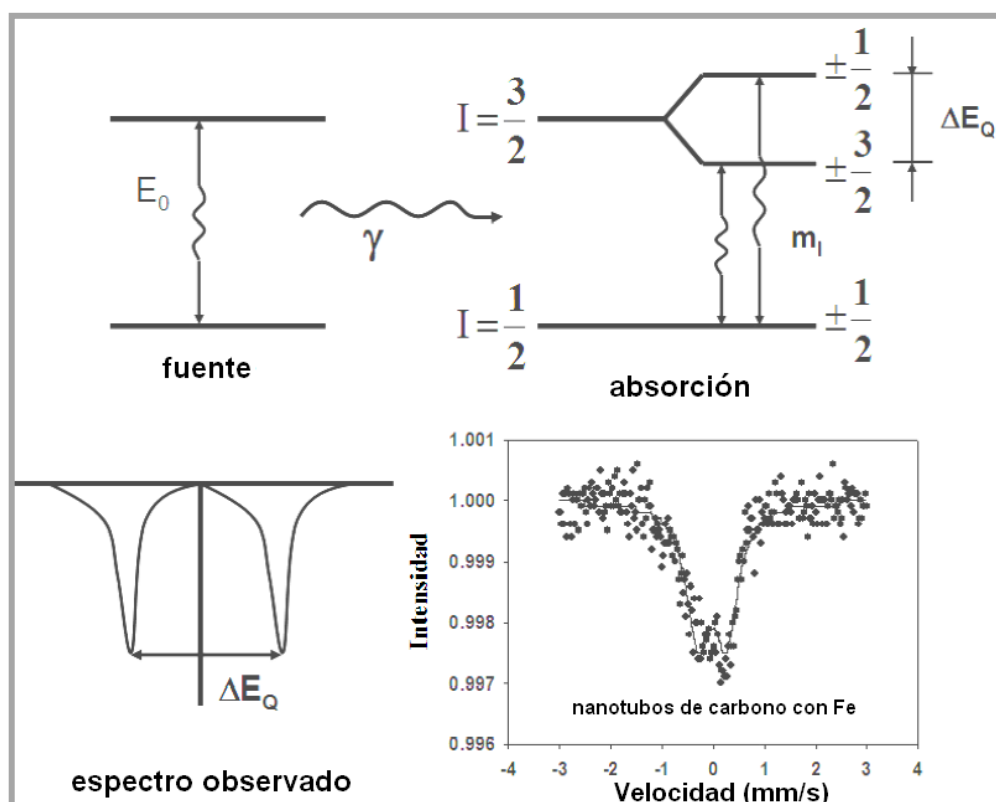 E₀
fuente
γ
I = 3/2
I = 1/2
±1/2
±3/2
ΔE_Q
m_I
±1/2
absorción
ΔE_Q
espectro observado
1.001
1.000
0.999
0.998
0.997
0.996
Intensidad
nanotubos de carbono con Fe
-4 -3 -2 -1 0 1 2 3 4
Velocidad (mm/s)